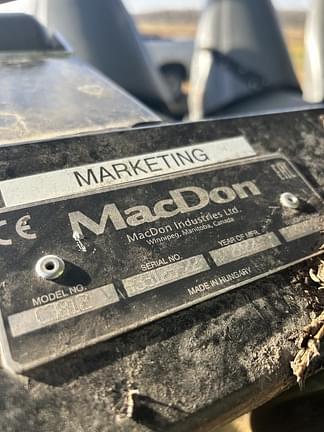 MARKETING
CE
EAC
MacDon
MacDon Industries Ltd.
Winnipeg, Manitoba, Canada
MODEL NO.
SERIAL NO.
YEAR OF MFR.
MADE IN HUNGARY